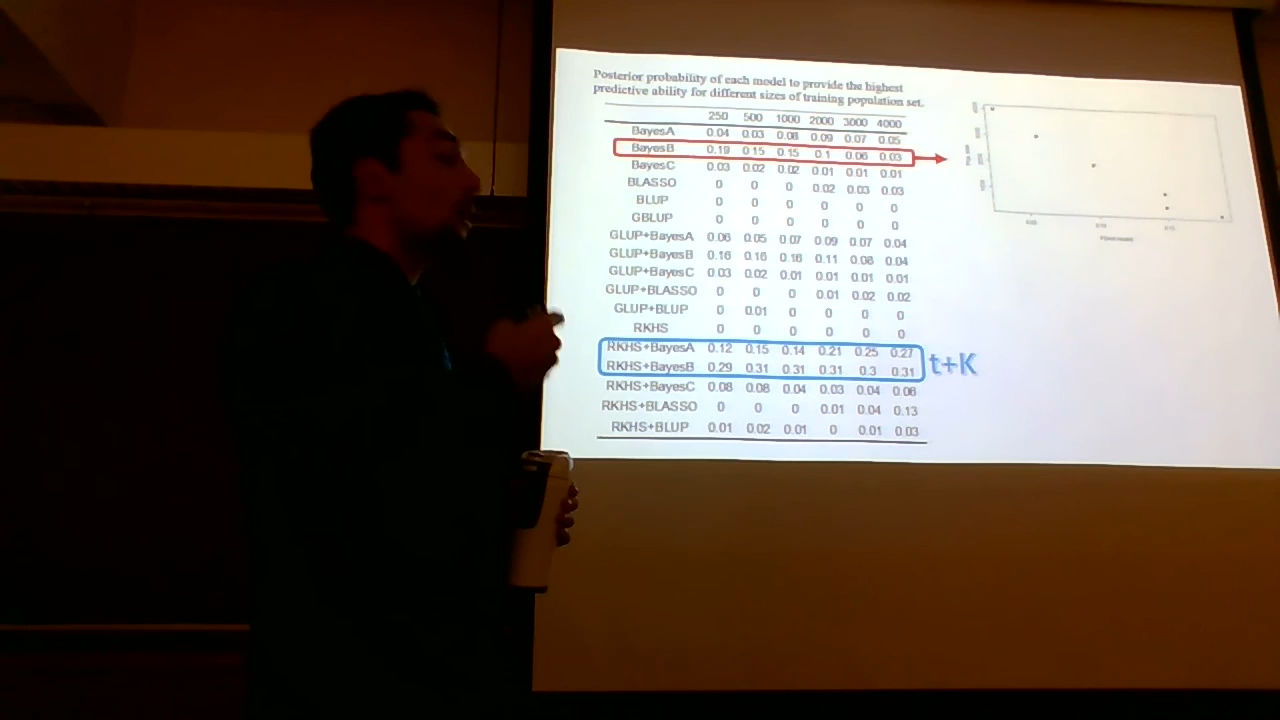 Posterior probability of each model to provide the highest
predictive ability for different sizes of training population set.
250 500 1000 2000 3000 4000
BayesA 0.04 0.03 0.08 0.09 0.07 0.05
BayesB 0.19 0.15 0.15 0.1 0.06 0.03
BayesC 0.03 0.02 0.02 0.01 0.01 0.01
BLASSO 0 0 0 0.02 0.03 0.03
BLUP 0 0 0 0 0 0
GBLUP 0 0 0 0 0 0
GLUP+BayesA 0.06 0.05 0.07 0.09 0.07 0.04
GLUP+BayesB 0.16 0.16 0.16 0.11 0.08 0.04
GLUP+BayesC 0.03 0.02 0.01 0.01 0.01 0.01
GLUP+BLASSO 0 0 0 0.01 0.02 0.02
GLUP+BLUP 0 0.01 0 0 0 0
RKHS 0 0 0 0 0 0
RKHS+BayesA 0.12 0.15 0.14 0.21 0.25 0.27
RKHS+BayesB 0.29 0.31 0.31 0.31 0.3 0.31
t+K
RKHS+BayesC 0.08 0.08 0.04 0.03 0.04 0.06
RKHS+BLASSO 0 0 0 0.01 0.04 0.13
RKHS+BLUP 0.01 0.02 0.01 0 0.01 0.03